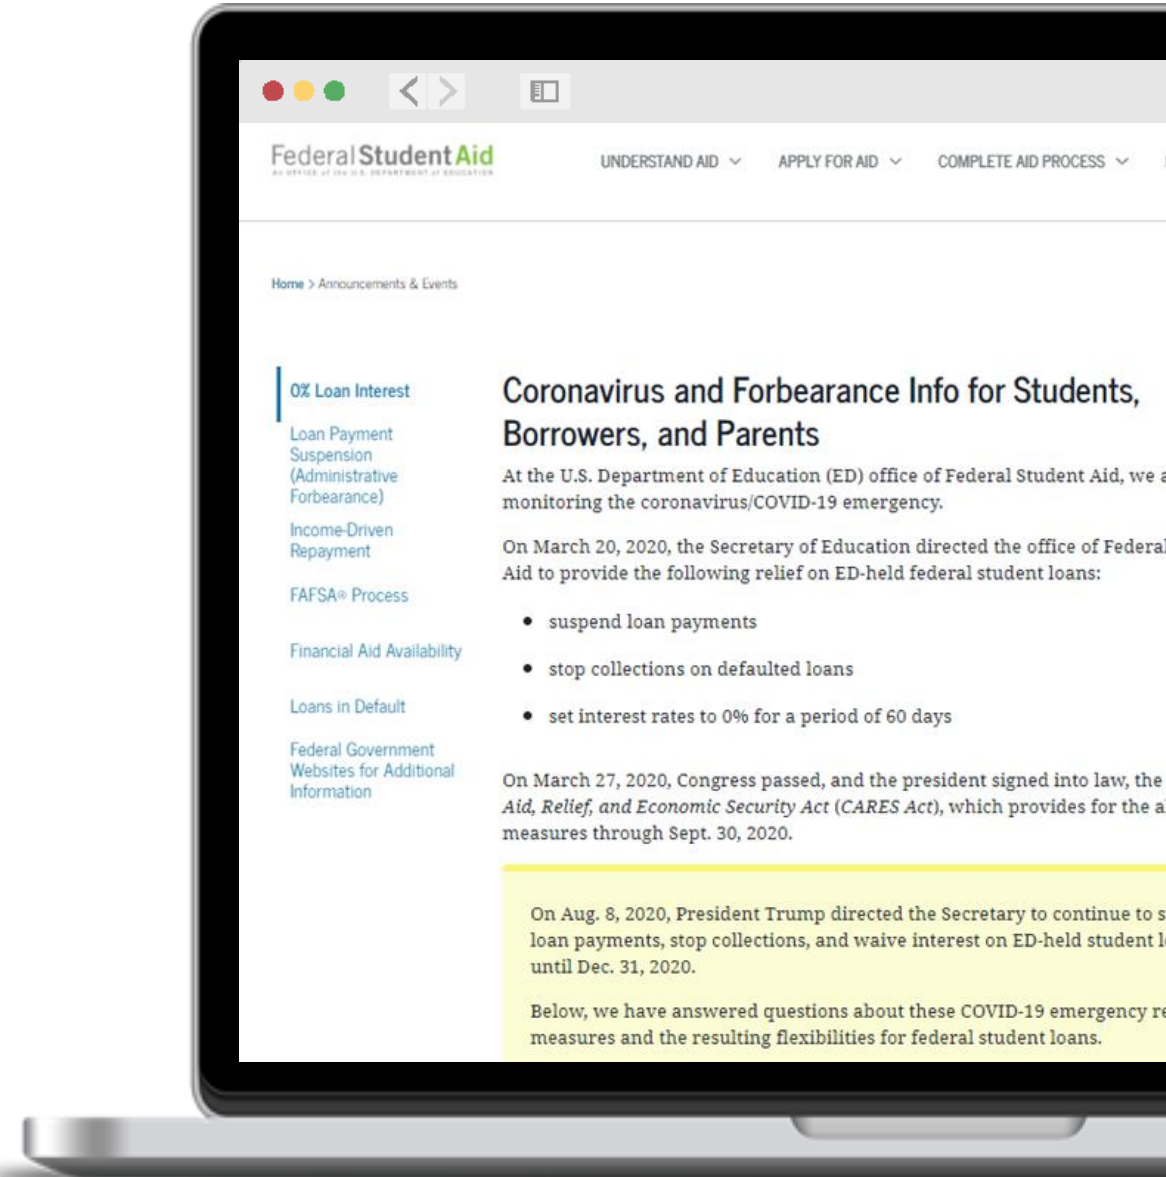 Federal Student Aid
An OFFICE of the U.S. DEPARTMENT of EDUCATION
UNDERSTAND AID
APPLY FOR AID
COMPLETE AID PROCESS
Home > Announcements & Events
0% Loan Interest
Loan Payment
Suspension
(Administrative
Forbearance)
Income-Driven
Repayment
FAFSA® Process
Financial Aid Availability
Loans in Default
Federal Government
Websites for Additional
Information
Coronavirus and Forbearance Info for Students,
Borrowers, and Parents
At the U.S. Department of Education (ED) office of Federal Student Aid, we a
monitoring the coronavirus/COVID-19 emergency.
On March 20, 2020, the Secretary of Education directed the office of Federal
Aid to provide the following relief on ED-held federal student loans:
• suspend loan payments
• stop collections on defaulted loans
• set interest rates to 0% for a period of 60 days
On March 27, 2020, Congress passed, and the president signed into law, the
Aid, Relief, and Economic Security Act (CARES Act), which provides for the a
measures through Sept. 30, 2020.
On Aug. 8, 2020, President Trump directed the Secretary to continue to s
loan payments, stop collections, and waive interest on ED-held student l
until Dec. 31, 2020.
Below, we have answered questions about these COVID-19 emergency re
measures and the resulting flexibilities for federal student loans.